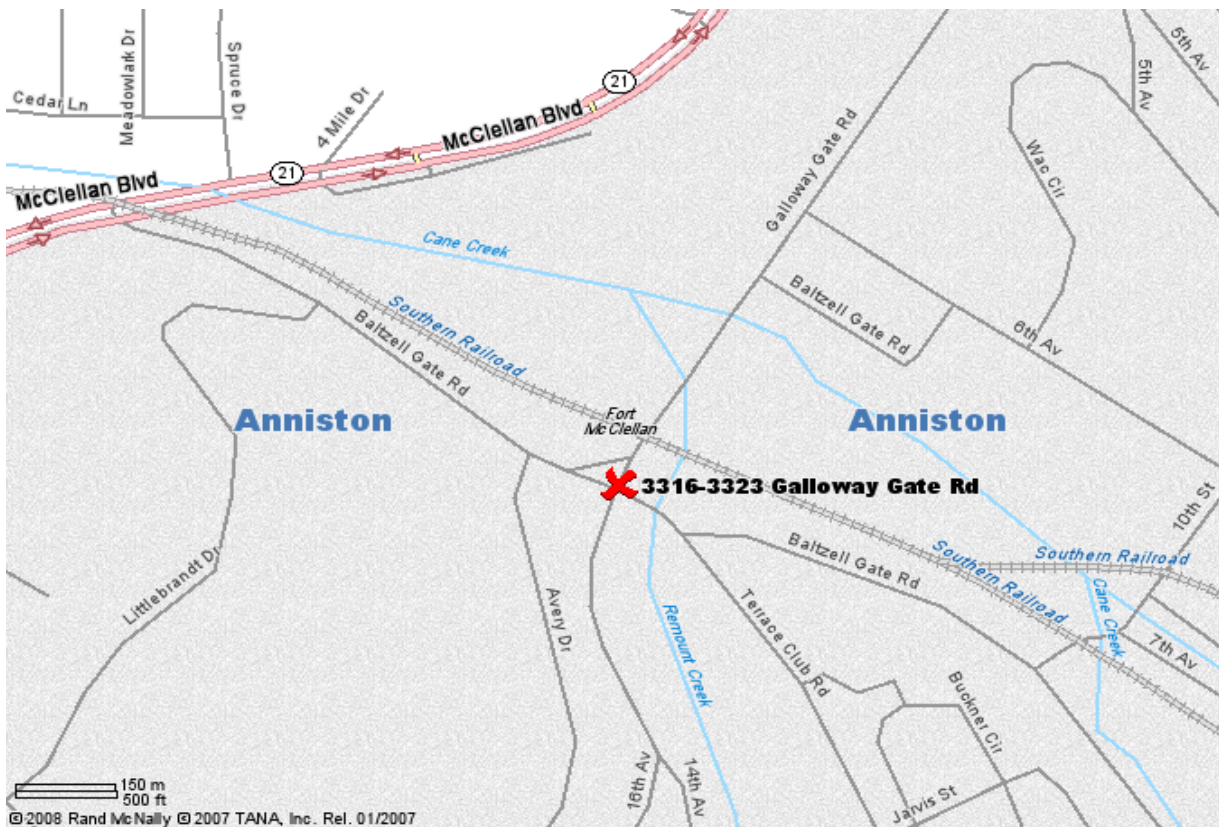 Meadowlark Dr
Spruce Dr
5th Av
5th Av
Cedar Ln
21
4 Mile Dr
McClellan Blvd
21
McClellan Blvd
Wac Cir
Galloway Gate Rd
Cane Creek
Baltzell Gate Rd
Southern Railroad
Baltzell Gate Rd
6th Av
Anniston
Fort
McClellan
Anniston
3316-3323 Galloway Gate Rd
10th St
Baltzell Gate Rd
Southern Railroad
Southern Railroad
Littlebrandt Dr
Avery Dr
Remount Creek
Terrace Club Rd
Cane Creek
7th Av
Buckner Cir
16th Av
14th Av
Jarvis St
150 m
500 ft
©2008 Rand McNally © 2007 TANA, Inc. Rel. 01/2007